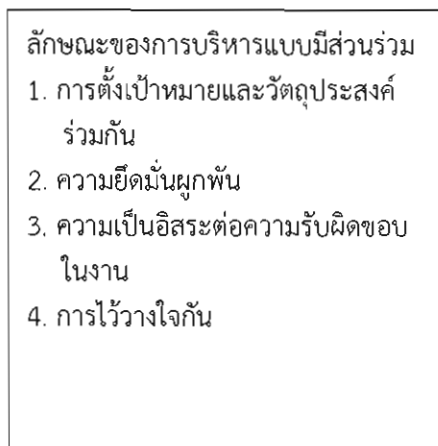 ลักษณะของการบริหารแบบมีส่วนร่วม
1. การตั้งเป้าหมายและวัตถุประสงค์
ร่วมกัน
2. ความยึดมั่นผูกพัน
3. ความเป็นอิสระต่อความรับผิดขอบ
ในงาน
4. การไว้วางใจกัน